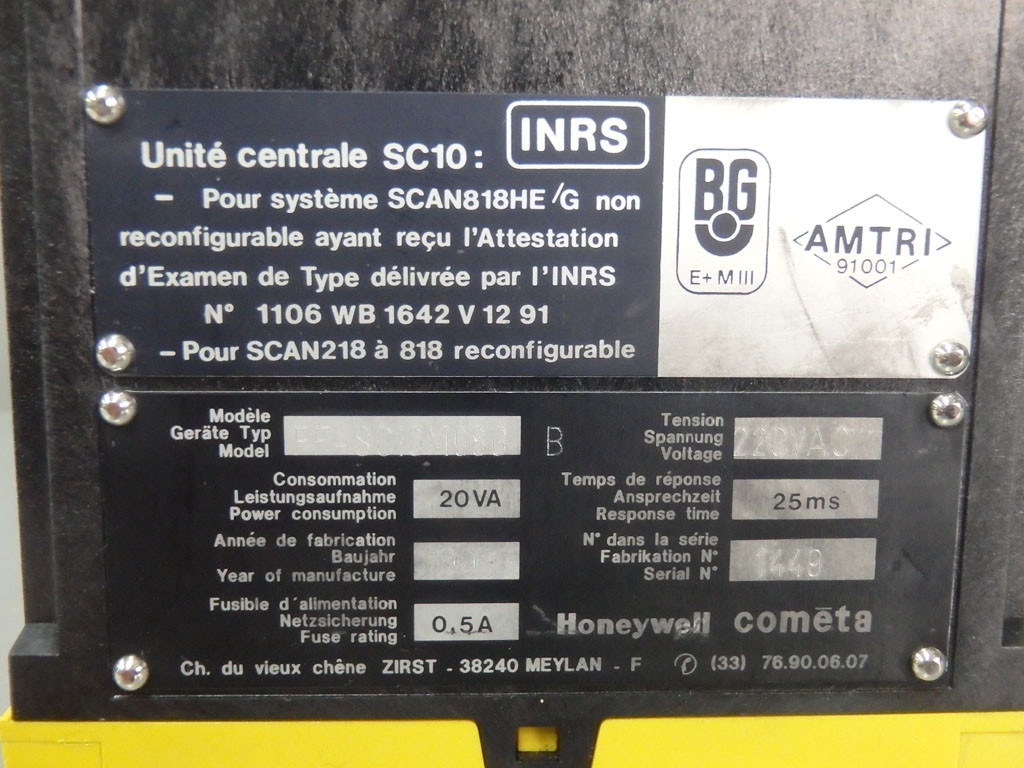 Unité centrale SC10 :
INRS
- Pour système SCAN818HE/G non
reconfigurable ayant reçu l'Attestation
d'Examen de Type délivrée par l'INRS
N° 1106 WB 1642 V 12 91
- Pour SCAN218 à 818 reconfigurable
BG
E+M III
AMTRI
91001
Modèle
Geräte Typ
Model
B
Tension
Spannung
Voltage
220VAC
Consommation
Leistungsaufnahme
Power consumption
20VA
Temps de réponse
Ansprechzeit
Response time
25ms
Année de fabrication
Baujahr
Year of manufacture
N° dans la série
Fabrikation N°
Serial N°
1449
Fusible d'alimentation
Netzsicherung
Fuse rating
0.5A
Honeywell comēta
Ch. du vieux chêne ZIRST - 38240 MEYLAN - F ✆ (33) 76.90.06.07